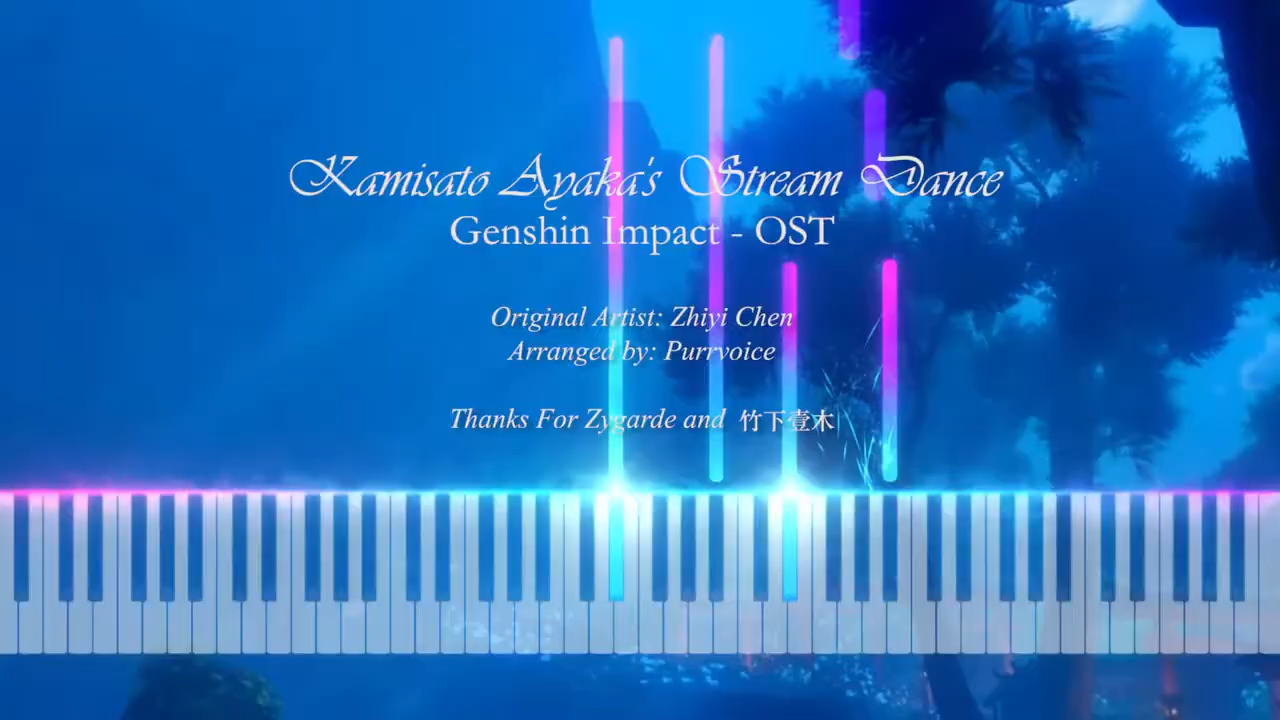 Kamisato Ayaka's Stream Dance
Genshin Impact - OST
Original Artist: Zhiyi Chen
Arranged by: Purrvoice
Thanks For Zygarde and 竹下壹木